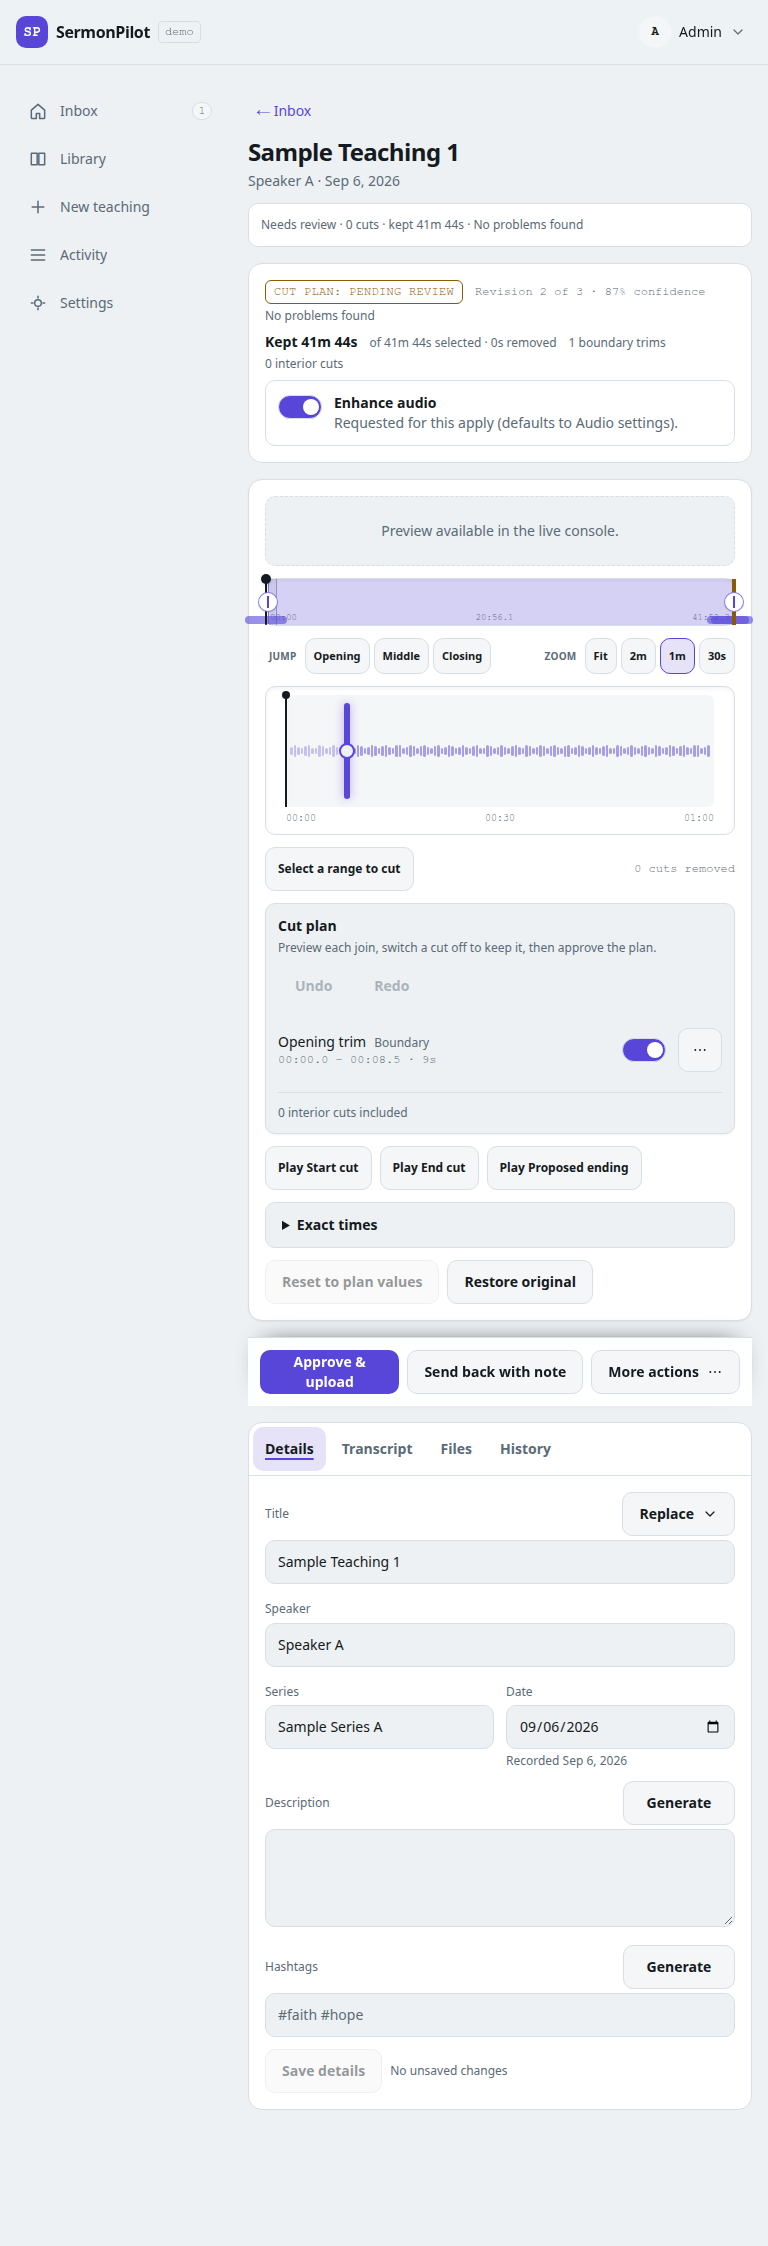 SP SermonPilot demo
A Admin
Inbox 1
Library
New teaching
Activity
Settings
← Inbox
Sample Teaching 1
Speaker A · Sep 6, 2026
Needs review · 0 cuts · kept 41m 44s · No problems found
CUT PLAN: PENDING REVIEW Revision 2 of 3 · 87% confidence
No problems found
Kept 41m 44s of 41m 44s selected · 0s removed 1 boundary trims
0 interior cuts
Enhance audio
Requested for this apply (defaults to Audio settings).
Preview available in the live console.
20:56.1
JUMP Opening Middle Closing ZOOM Fit 2m 1m 30s
00:00 00:30 01:00
Select a range to cut 0 cuts removed
Cut plan
Preview each join, switch a cut off to keep it, then approve the plan.
Undo Redo
Opening trim Boundary
00:00.0 – 00:08.5 · 9s
···
0 interior cuts included
Play Start cut Play End cut Play Proposed ending
▶ Exact times
Reset to plan values Restore original
Approve & upload
Send back with note More actions ···
Details Transcript Files History
Title Replace
Sample Teaching 1
Speaker
Speaker A
Series Date
Sample Series A 09/06/2026
Recorded Sep 6, 2026
Description Generate
Hashtags Generate
#faith #hope
Save details No unsaved changes